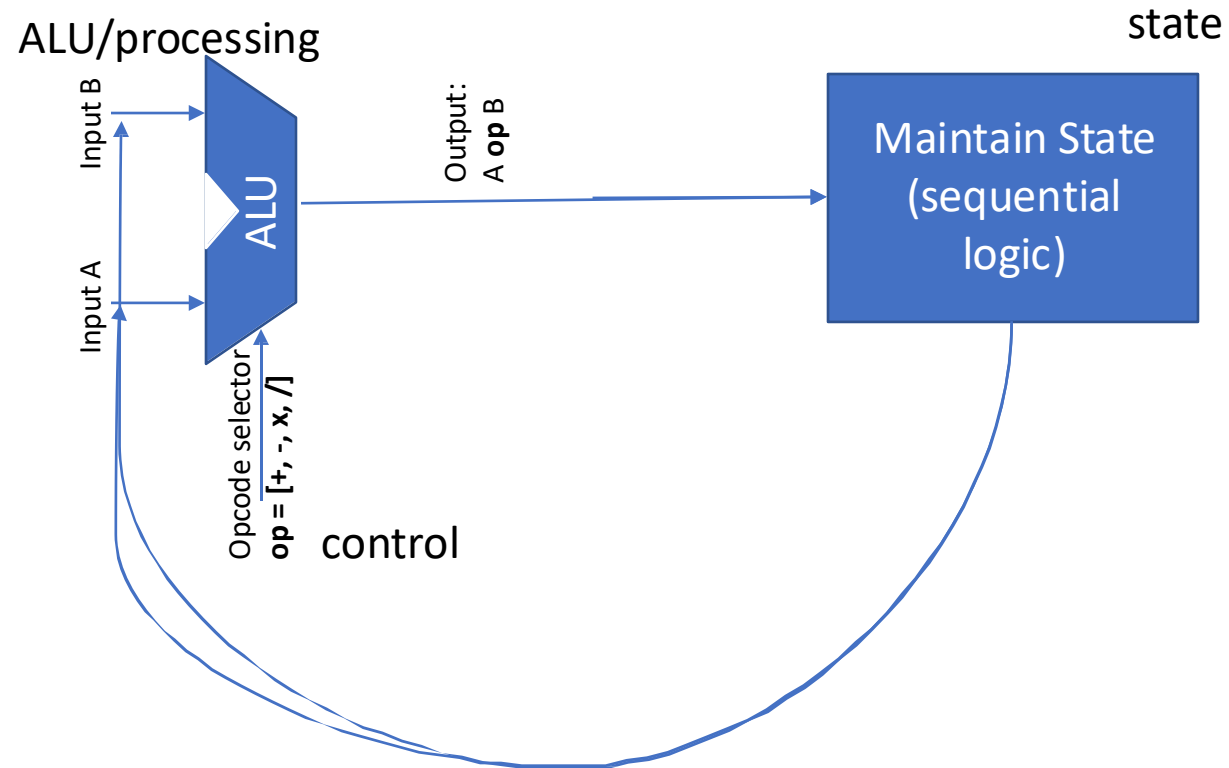 ALU/processing
state
Input B
Input A
ALU
Output:
A op B
Maintain State
(sequential
logic)
Opcode selector
op = [+, -, x, /]
control